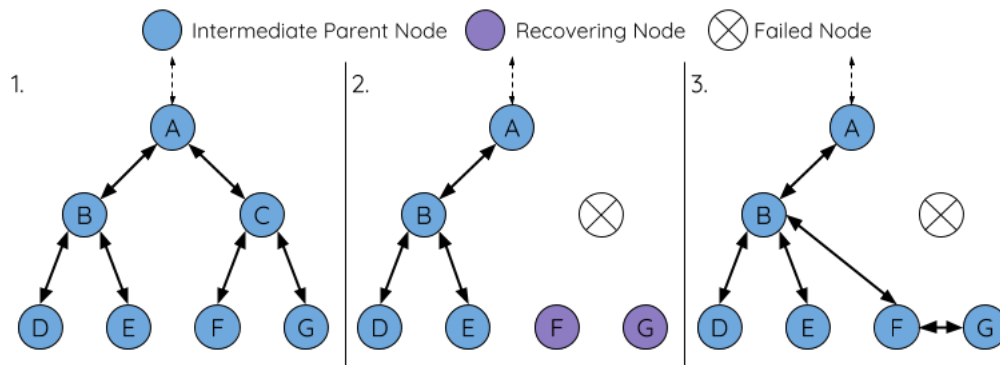 Intermediate Parent Node Recovering Node Failed Node
1. 2. 3.
A A A
B C B B
D E F G D E F G D E F G